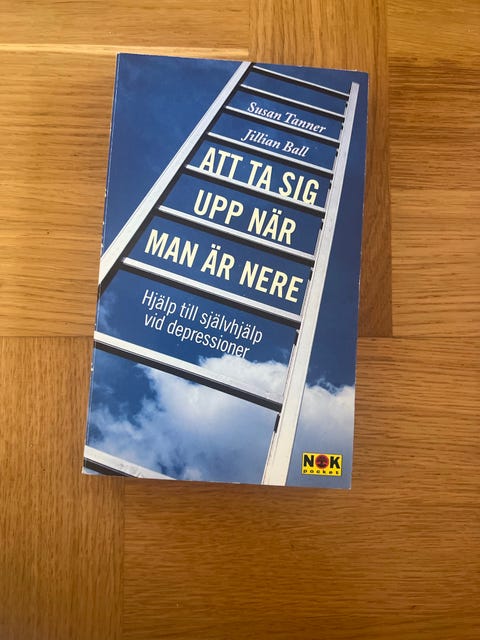 Susan Tanner
Jillian Ball
ATT TA SIG
UPP NÄR
MAN ÄR NERE
Hjälp till självhjälp
vid depressioner
NOK
pocket